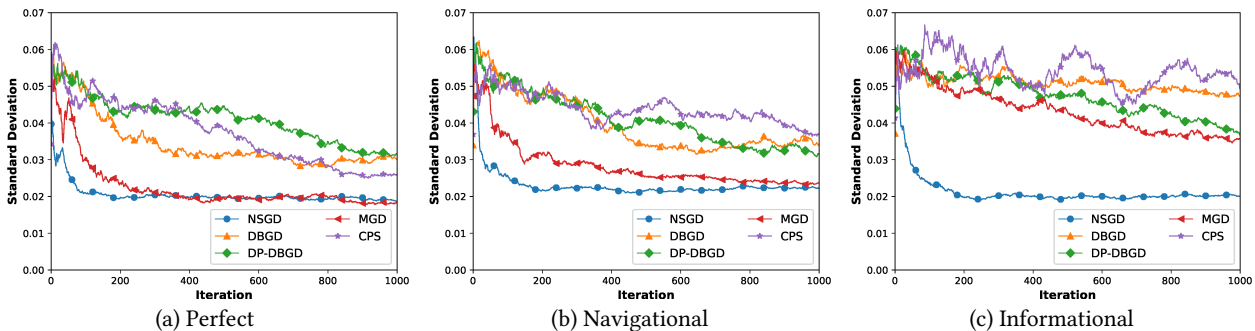 0.07
0.06
0.05
0.04
0.03
0.02
0.01
0.00
Standard Deviation
0 200 400 600 800 1000
Iteration
NSGD
DBGD
DP-DBGD
MGD
CPS
(a) Perfect
0.07
0.06
0.05
0.04
0.03
0.02
0.01
0.00
Standard Deviation
0 200 400 600 800 1000
Iteration
NSGD
DBGD
DP-DBGD
MGD
CPS
(b) Navigational
0.07
0.06
0.05
0.04
0.03
0.02
0.01
0.00
Standard Deviation
0 200 400 600 800 1000
Iteration
NSGD
DBGD
DP-DBGD
MGD
CPS
(c) Informational